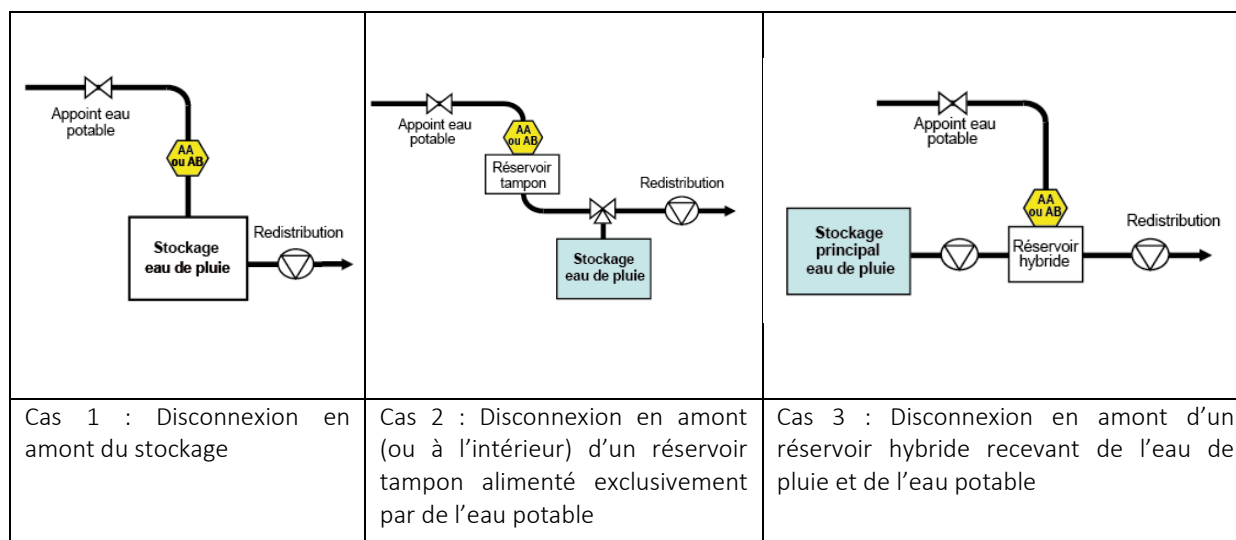 Appoint eau
potable
AA
ou AB
Stockage
eau de pluie
Redistribution
Appoint eau
potable
AA
ou AB
Réservoir
tampon
Redistribution
Stockage
eau de pluie
Appoint eau
potable
AA
ou AB
Stockage
principal
eau de pluie
Réservoir
hybride
Redistribution
Cas 1 : Disconnexion en
amont du stockage
Cas 2 : Disconnexion en amont
(ou à l’intérieur) d’un réservoir
tampon alimenté exclusivement
par de l’eau potable
Cas 3 : Disconnexion en amont d’un
réservoir hybride recevant de l’eau de
pluie et de l’eau potable